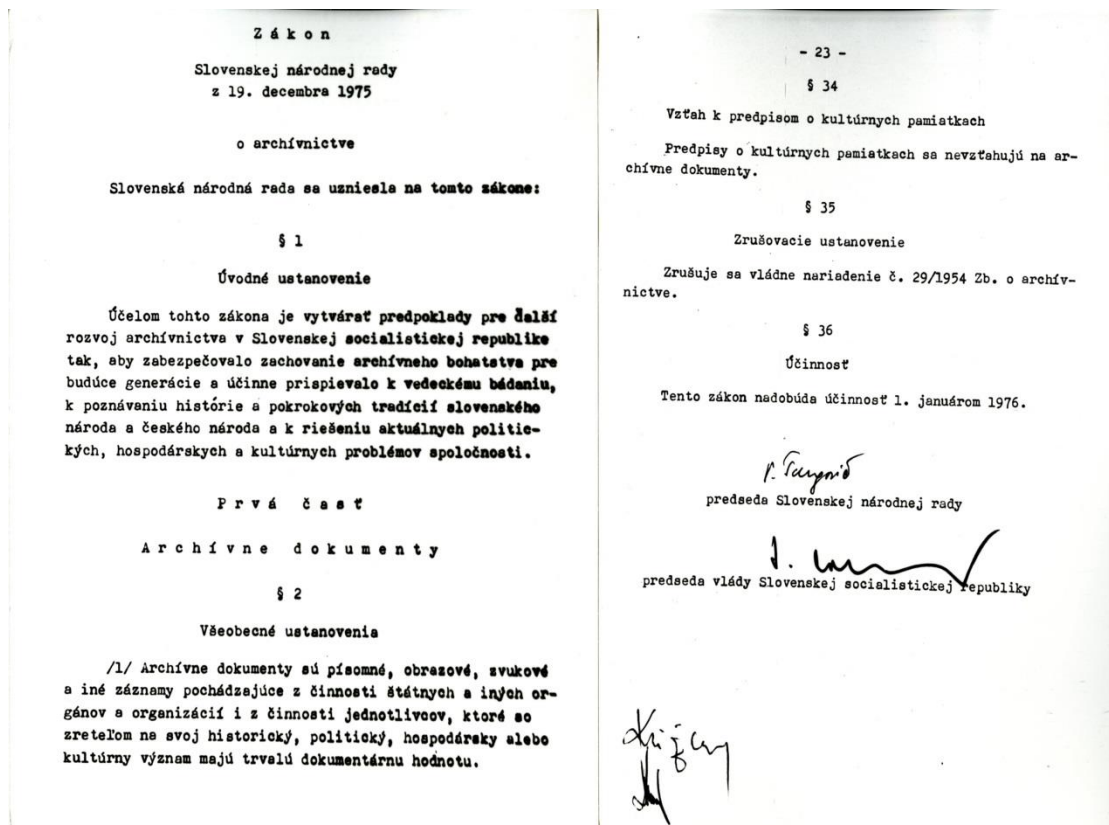 Zákon
Slovenskej národnej rady
z 19. decembra 1975
o archívnictve
Slovenská národná rada sa uzniesla na tomto zákone:
§ 1
Úvodné ustanovenie
Účelom tohto zákona je vytvárať predpoklady pre ďalší
rozvoj archívnictva v Slovenskej socialistickej republike
tak, aby zabezpečovalo zachovanie archívneho bohatstva pre
budúce generácie a účinne prispievalo k vedeckému bádaniu,
k poznávaniu histórie a pokrokových tradícií slovenského
národa a českého národa a k riešeniu aktuálnych politic-
kých, hospodárskych a kultúrnych problémov spoločnosti.
Prvá časť
Archívne dokumenty
§ 2
Všeobecné ustanovenia
/1/ Archívne dokumenty sú písomné, obrazové, zvukové
a iné záznamy pochádzajúce z činnosti štátnych a iných or-
gánov a organizácií i z činnosti jednotlivcov, ktoré so
zreteľom na svoj historický, politický, hospodársky alebo
kultúrny význam majú trvalú dokumentárnu hodnotu.
- 23 -
§ 34
Vzťah k predpisom o kultúrnych pamiatkach
Predpisy o kultúrnych pamiatkach sa nevzťahujú na ar-
chívne dokumenty.
§ 35
Zrušovacie ustanovenie
Zrušuje sa vládne nariadenie č. 29/1954 Zb. o archív-
nictve.
§ 36
Účinnosť
Tento zákon nadobúda účinnosť 1. januárom 1976.
predseda Slovenskej národnej rady
predseda vlády Slovenskej socialistickej republiky